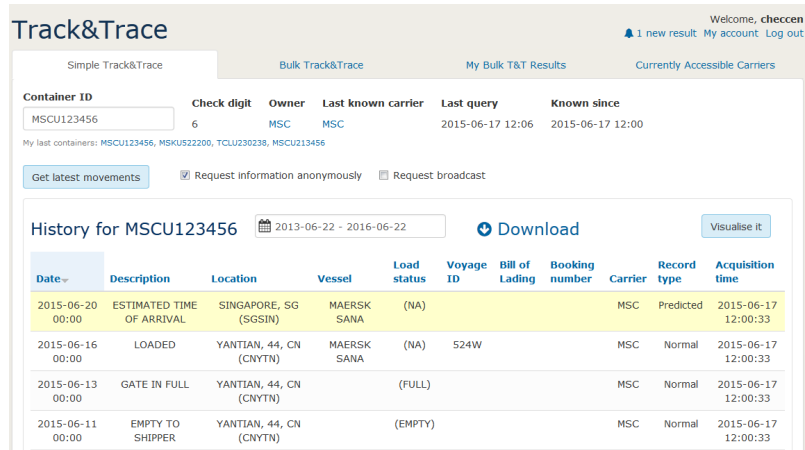 Track&Trace
Welcome, checcen
1 new result My account Log out
Simple Track&Trace
Bulk Track&Trace
My Bulk T&T Results
Currently Accessible Carriers
Container ID
Check digit Owner Last known carrier Last query Known since
MSCU123456
6 MSC MSC 2015-06-17 12:06 2015-06-17 12:00
My last containers: MSCU123456, MSKU522200, TCLU230238, MSCU213456
Get latest movements
Request information anonymously
Request broadcast
History for MSCU123456
2013-06-22 - 2016-06-22
Download
Visualise it
Date Description Location Vessel Load status Voyage ID Bill of Lading Booking number Carrier Record type Acquisition time
2015-06-20 ESTIMATED TIME SINGAPORE, SG MAERSK (NA) MSC Predicted 2015-06-17
00:00 OF ARRIVAL (SGSIN) SANA 12:00:33
2015-06-16 LOADED YANTIAN, 44, CN MAERSK (NA) 524W MSC Normal 2015-06-17
00:00 (CNYTN) SANA 12:00:33
2015-06-13 GATE IN FULL YANTIAN, 44, CN (FULL) MSC Normal 2015-06-17
00:00 (CNYTN) 12:00:33
2015-06-11 EMPTY TO YANTIAN, 44, CN (EMPTY) MSC Normal 2015-06-17
00:00 SHIPPER (CNYTN) 12:00:33